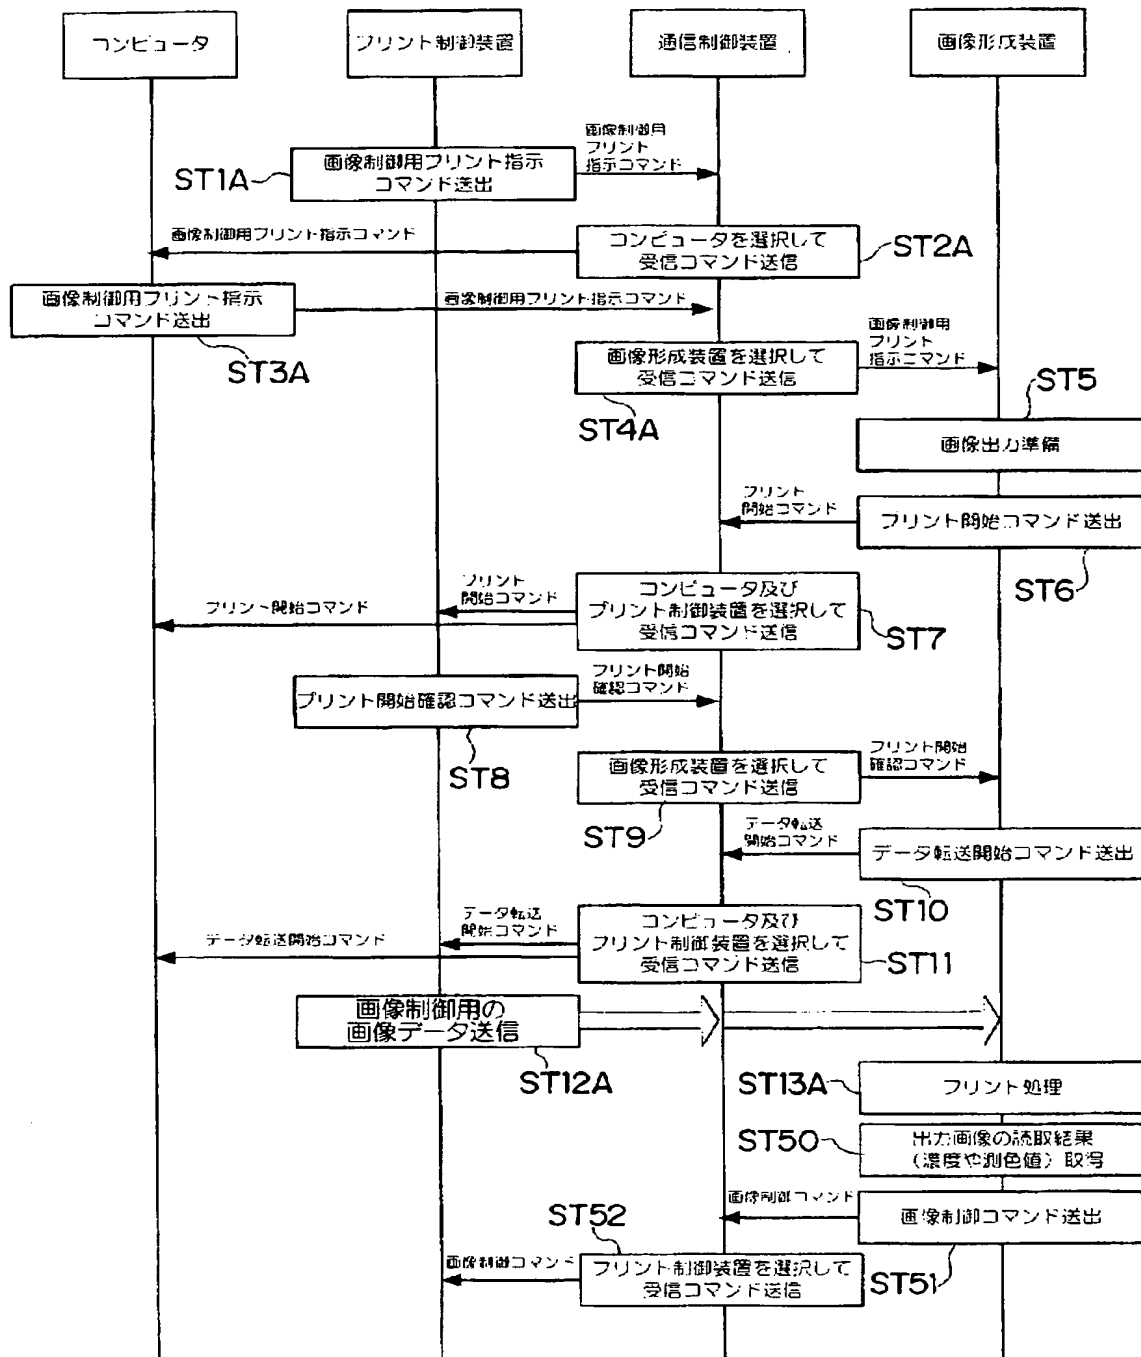 コンピュータ
プリント制御装置
通信制御装置
画像形成装置
画像制御用
プリント
指示コマンド
ST1A
画像制御用プリント指示
コマンド送出
画像制御用プリント指示コマンド
コンピュータを選択して
受信コマンド送信
ST2A
画像制御用プリント指示
コマンド送出
画像制御用プリント指示コマンド
ST3A
画像形成装置を選択して
受信コマンド送信
画像制御用
プリント
指示コマンド
ST4A
ST5
画像出力準備
プリント
開始コマンド
プリント開始コマンド送出
ST6
プリント開始コマンド
プリント
開始コマンド
コンピュータ及び
プリント制御装置を選択して
受信コマンド送信
ST7
プリント開始確認コマンド送出
プリント開始
確認コマンド
ST8
画像形成装置を選択して
受信コマンド送信
プリント開始
確認コマンド
ST9
データ転送
開始コマンド
データ転送開始コマンド送出
ST10
データ転送開始コマンド
データ転送
開始コマンド
コンピュータ及び
プリント制御装置を選択して
受信コマンド送信
ST11
画像制御用の
画像データ送信
ST12A
ST13A
プリント処理
ST50
出力画像の読取結果
(濃度や測色値)取得
画像制御コマンド
画像制御コマンド送出
ST51
ST52
画像制御コマンド
プリント制御装置を選択して
受信コマンド送信